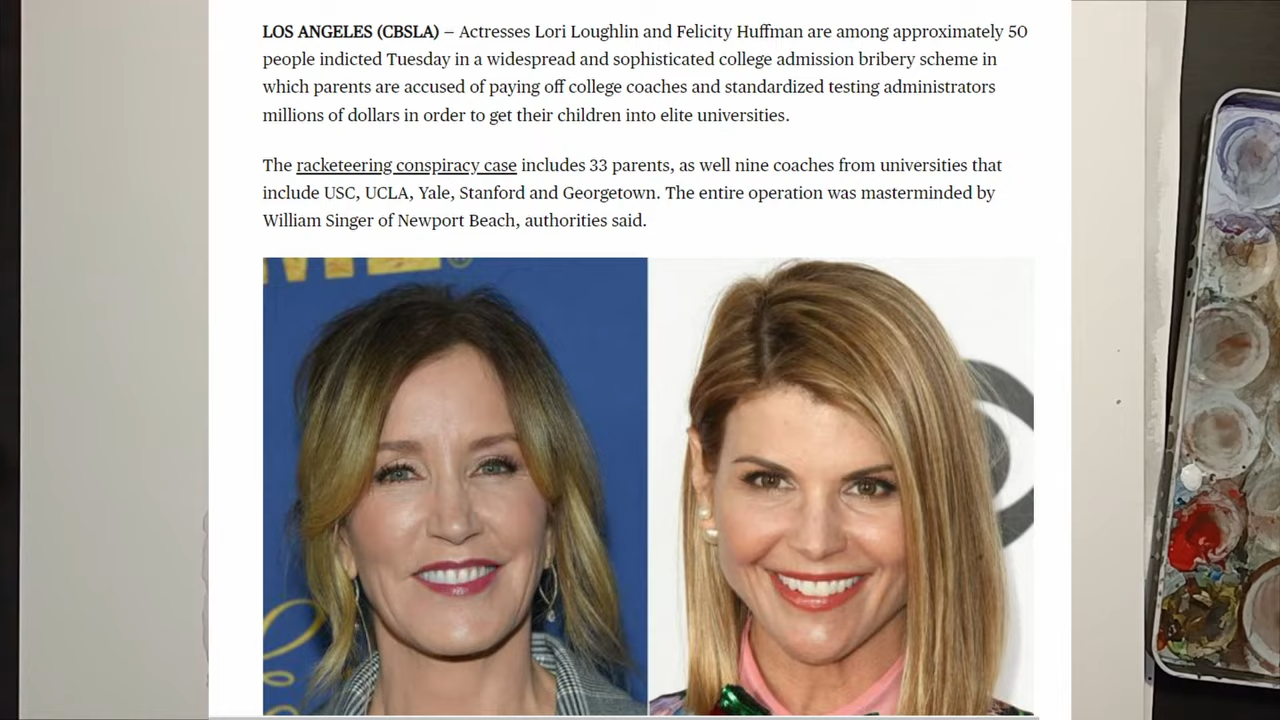 LOS ANGELES (CBSLA) – Actresses Lori Loughlin and Felicity Huffman are among approximately 50
people indicted Tuesday in a widespread and sophisticated college admission bribery scheme in
which parents are accused of paying off college coaches and standardized testing administrators
millions of dollars in order to get their children into elite universities.
The racketeering conspiracy case includes 33 parents, as well nine coaches from universities that
include USC, UCLA, Yale, Stanford and Georgetown. The entire operation was masterminded by
William Singer of Newport Beach, authorities said.